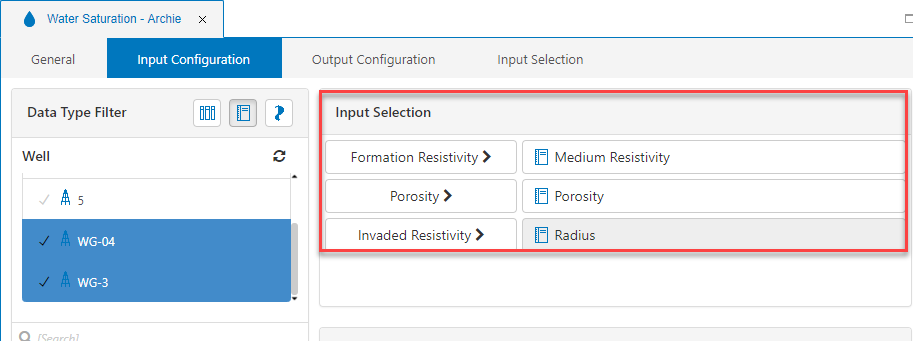 Water Saturation - Archie ×
General
Input Configuration
Output Configuration
Input Selection
Data Type Filter
Well
5
WG-04
WG-3
[Search]
Input Selection
Formation Resistivity
Medium Resistivity
Porosity
Porosity
Invaded Resistivity
Radius